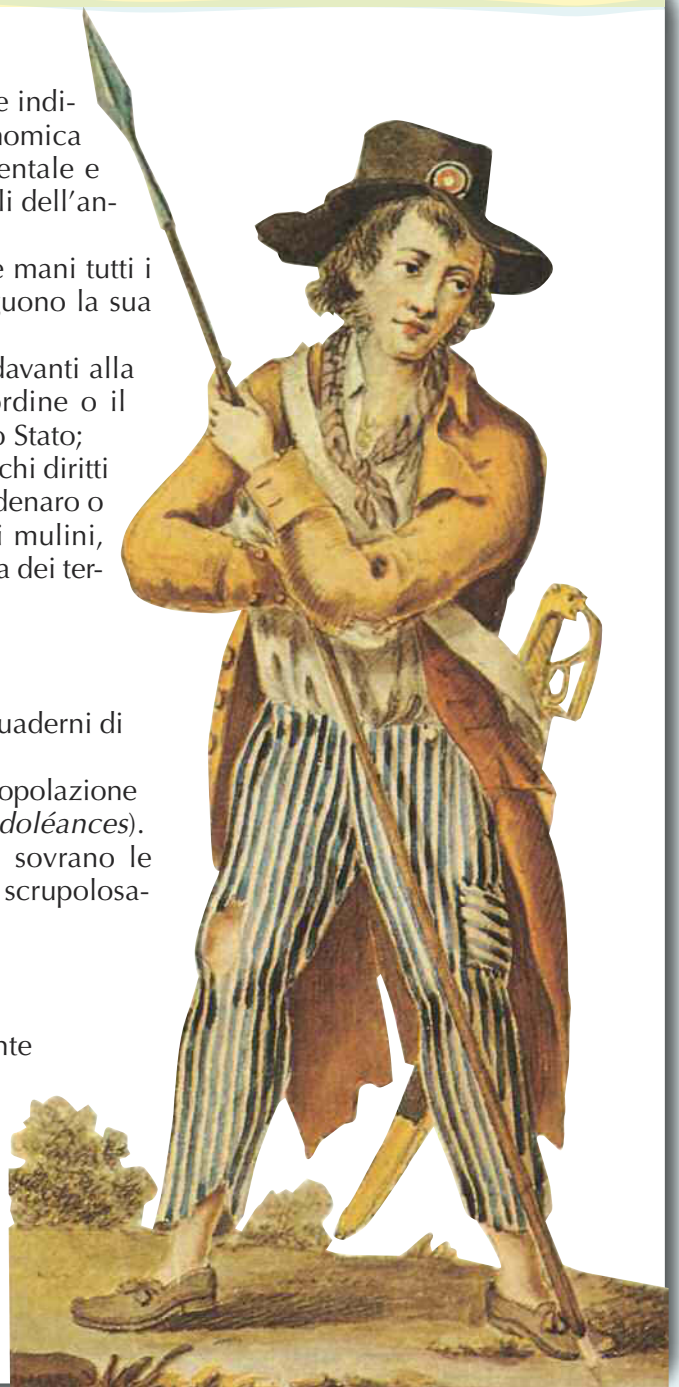 e indi-
nomica
entale e
li dell'an-
e mani tutti i
guono la sua
davanti alla
ordine o il
o Stato;
chi diritti
denaro o
i mulini,
a dei ter-
uaderni di
opolazione
doléances).
sovrano le
scrupolosa-
nte